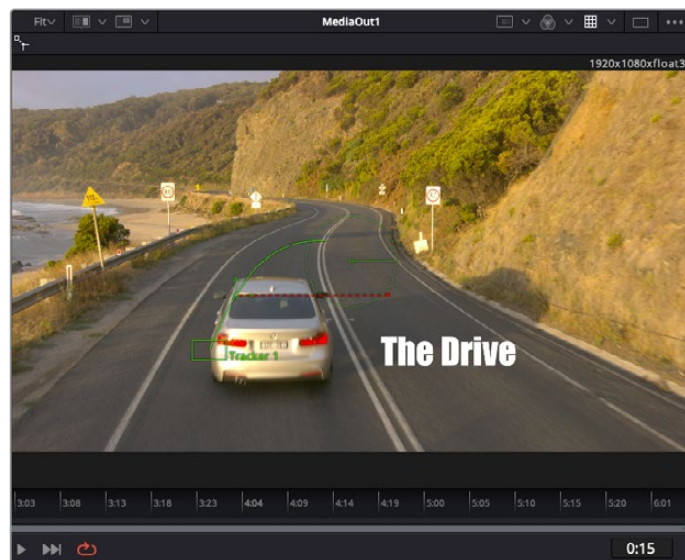 Fit
MediaOut1
1920x1080xfloat3
Tracker 1
The Drive
3:03 3:08 3:13 3:18 3:23 4:04 4:09 4:14 4:19 5:00 5:05 5:10 5:15 5:20 6:01
0:15